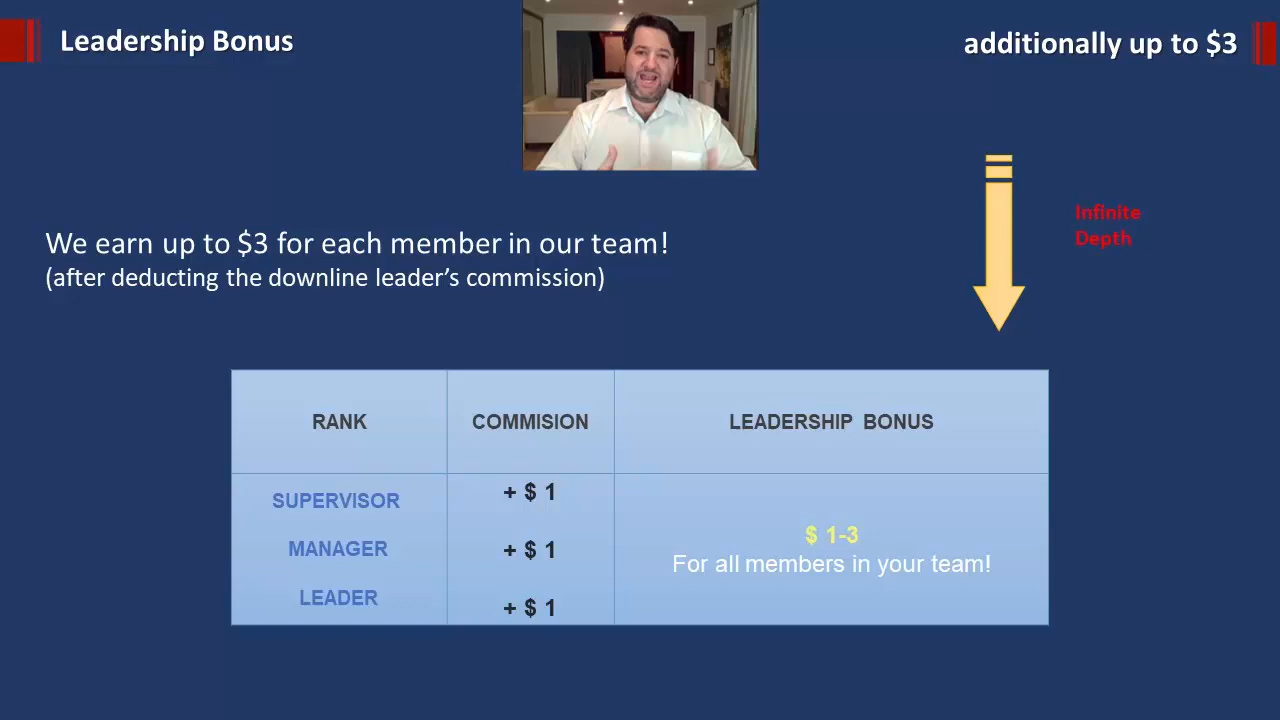 Leadership Bonus
additionally up to $3
Infinite
Depth
We earn up to $3 for each member in our team!
(after deducting the downline leader's commission)
RANK
COMMISION
LEADERSHIP BONUS
SUPERVISOR
+ $ 1
MANAGER
+ $ 1
LEADER
+ $ 1
$ 1-3
For all members in your team!